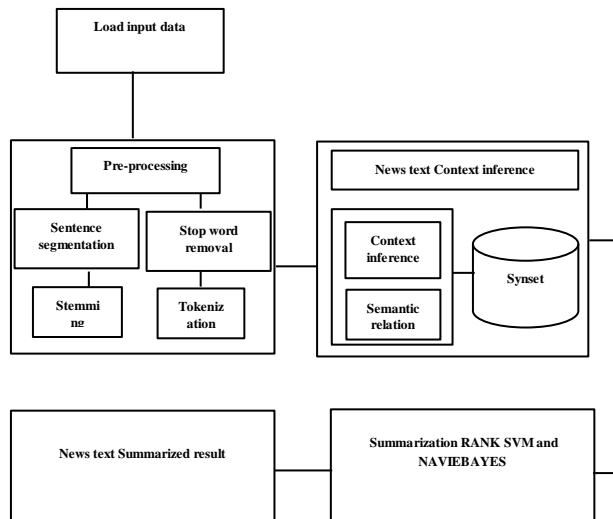 Load input data
Pre-processing
Sentence
segmentation
Stop word
removal
Stemmi
ng
Tokeniz
ation
News text Context inference
Context
inference
Semantic
relation
Synset
News text Summarized result
Summarization RANK SVM and
NAVIEBAYES